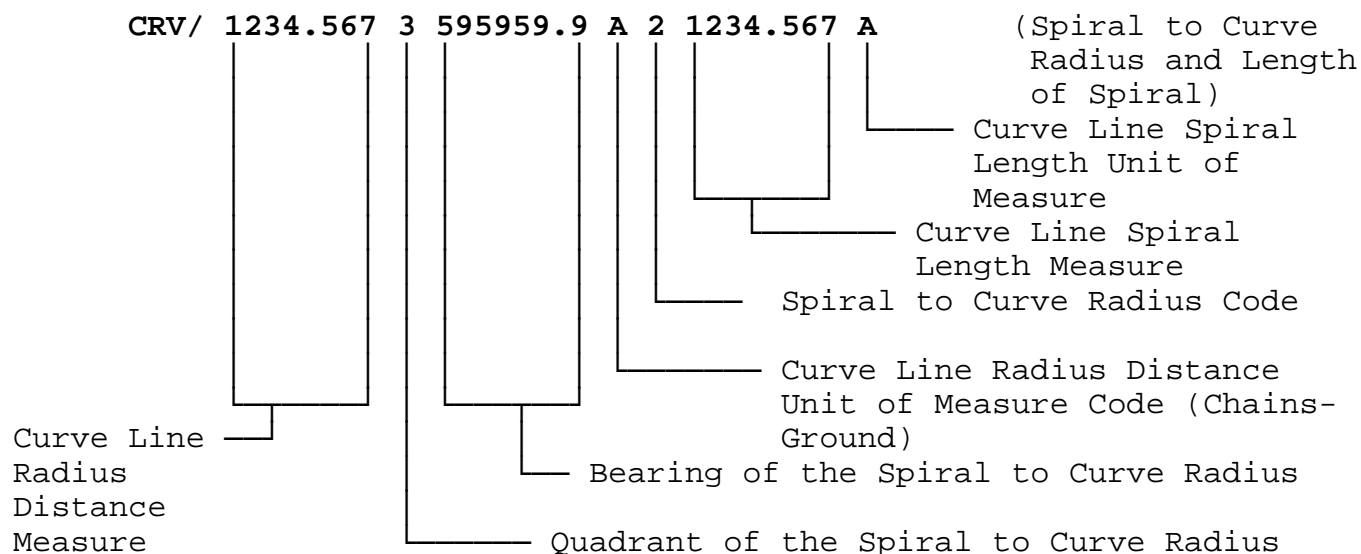 CRV/ 1234.567 3 595959.9 A 2 1234.567 A (Spiral to Curve
Radius and Length
of Spiral)
Curve Line Spiral
Length Unit of
Measure
Curve Line Spiral
Length Measure
Spiral to Curve Radius Code
Curve Line Radius Distance
Unit of Measure Code (Chains-
Ground)
Curve Line
Radius
Distance
Measure
Bearing of the Spiral to Curve Radius
Quadrant of the Spiral to Curve Radius